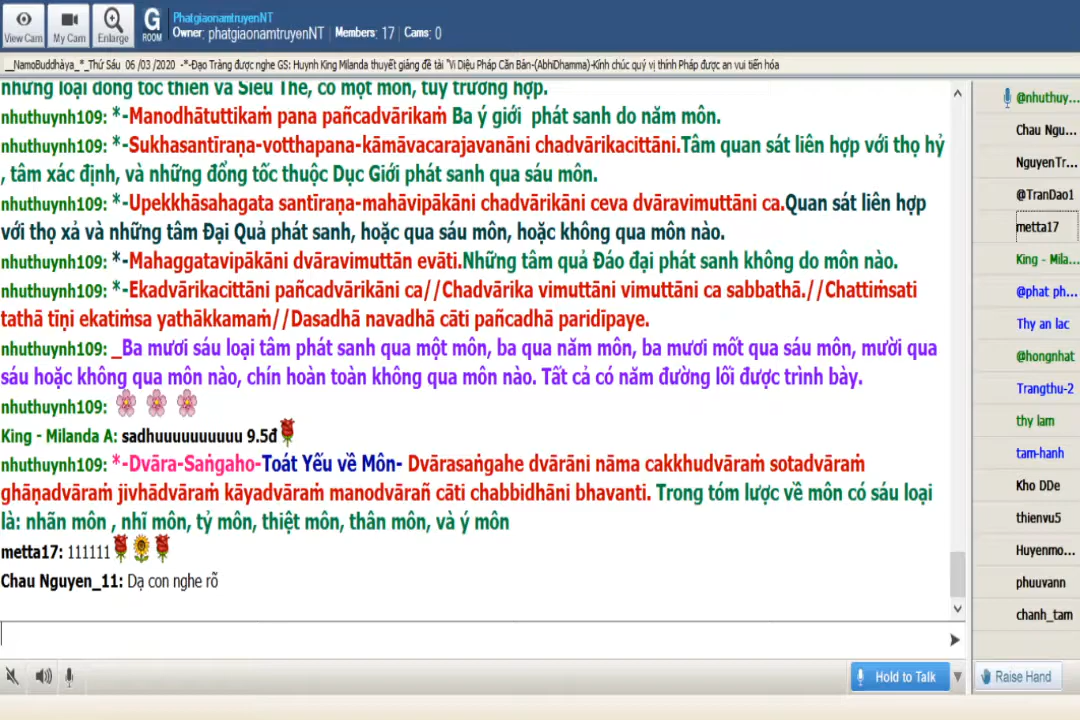 View Cam
My Cam
Enlarge
G
ROOM
PhatgiaonamtruyenNT
Owner: phatgiaonamtruyenNT | Members: 17 | Cams: 0
__NamoBuddhàya_*_Thứ Sáu 06 /03 /2020 -*-Đạo Tràng được nghe GS: Huynh King Milanda thuyết giảng đề tài "Vi Diệu Pháp Căn Bản-(AbhiDhamma)-Kính chúc quý vị thính Pháp được an vui tiến hóa
những loại đổng tốc thiện và Siêu Thế, có một môn, tùy trường hợp.
nhuthuynh109: *-Manodhātuttikaṁ pana pañcadvārikaṁ Ba ý giới phát sanh do năm môn.
nhuthuynh109: *-Sukhasantīraṇa-votthapana-kāmāvacarajavanāni chadvārikacittāni.Tâm quan sát liên hợp với thọ hỷ
, tâm xác định, và những đổng tốc thuộc Dục Giới phát sanh qua sáu môn.
nhuthuynh109: *-Upekkhāsahagata santīraṇa-mahāvipākāni chadvārikāni ceva dvāravimuttāni ca.Quan sát liên hợp
với thọ xả và những tâm Đại Quả phát sanh, hoặc qua sáu môn, hoặc không qua môn nào.
nhuthuynh109: *-Mahaggatavipākāni dvāravimuttān evāti.Những tâm quả Đáo đại phát sanh không do môn nào.
nhuthuynh109: *-Ekadvārikacittāni pañcadvārikāni ca//Chadvārika vimuttāni vimuttāni ca sabbathā.//Chattiṁsati
tathā tīṇi ekatiṁsa yathākkamaṁ//Dasadhā navadhā cāti pañcadhā paridīpaye.
nhuthuynh109: _Ba mươi sáu loại tâm phát sanh qua một môn, ba qua năm môn, ba mươi mốt qua sáu môn, mười qua
sáu hoặc không qua môn nào, chín hoàn toàn không qua môn nào. Tất cả có năm đường lối được trình bày.
nhuthuynh109:
King - Milanda A: sadhuuuuuuuuuu 9.5đ
nhuthuynh109: *-Dvāra-Saṅgaho-Toát Yếu về Môn- Dvārasaṅgahe dvārāni nāma cakkhudvāraṁ sotadvāraṁ
ghāṇadvāraṁ jivhādvāraṁ kāyadvāraṁ manodvārañ cāti chabbidhāni bhavanti. Trong tóm lược về môn có sáu loại
là: nhãn môn , nhĩ môn, tỷ môn, thiệt môn, thân môn, và ý môn
metta17: 111111
Chau Nguyen_11: Dạ con nghe rõ
@nhuthuy...
Chau Ngu...
NguyenTr...
@TranDao1
metta17
King - Mila...
@phat ph...
Thy an lac
@hongnhat
Trangthu-2
thy lam
tam-hanh
Kho DDe
thienvu5
Huyenmo...
phuuvann
chanh_tam
Hold to Talk
Raise Hand